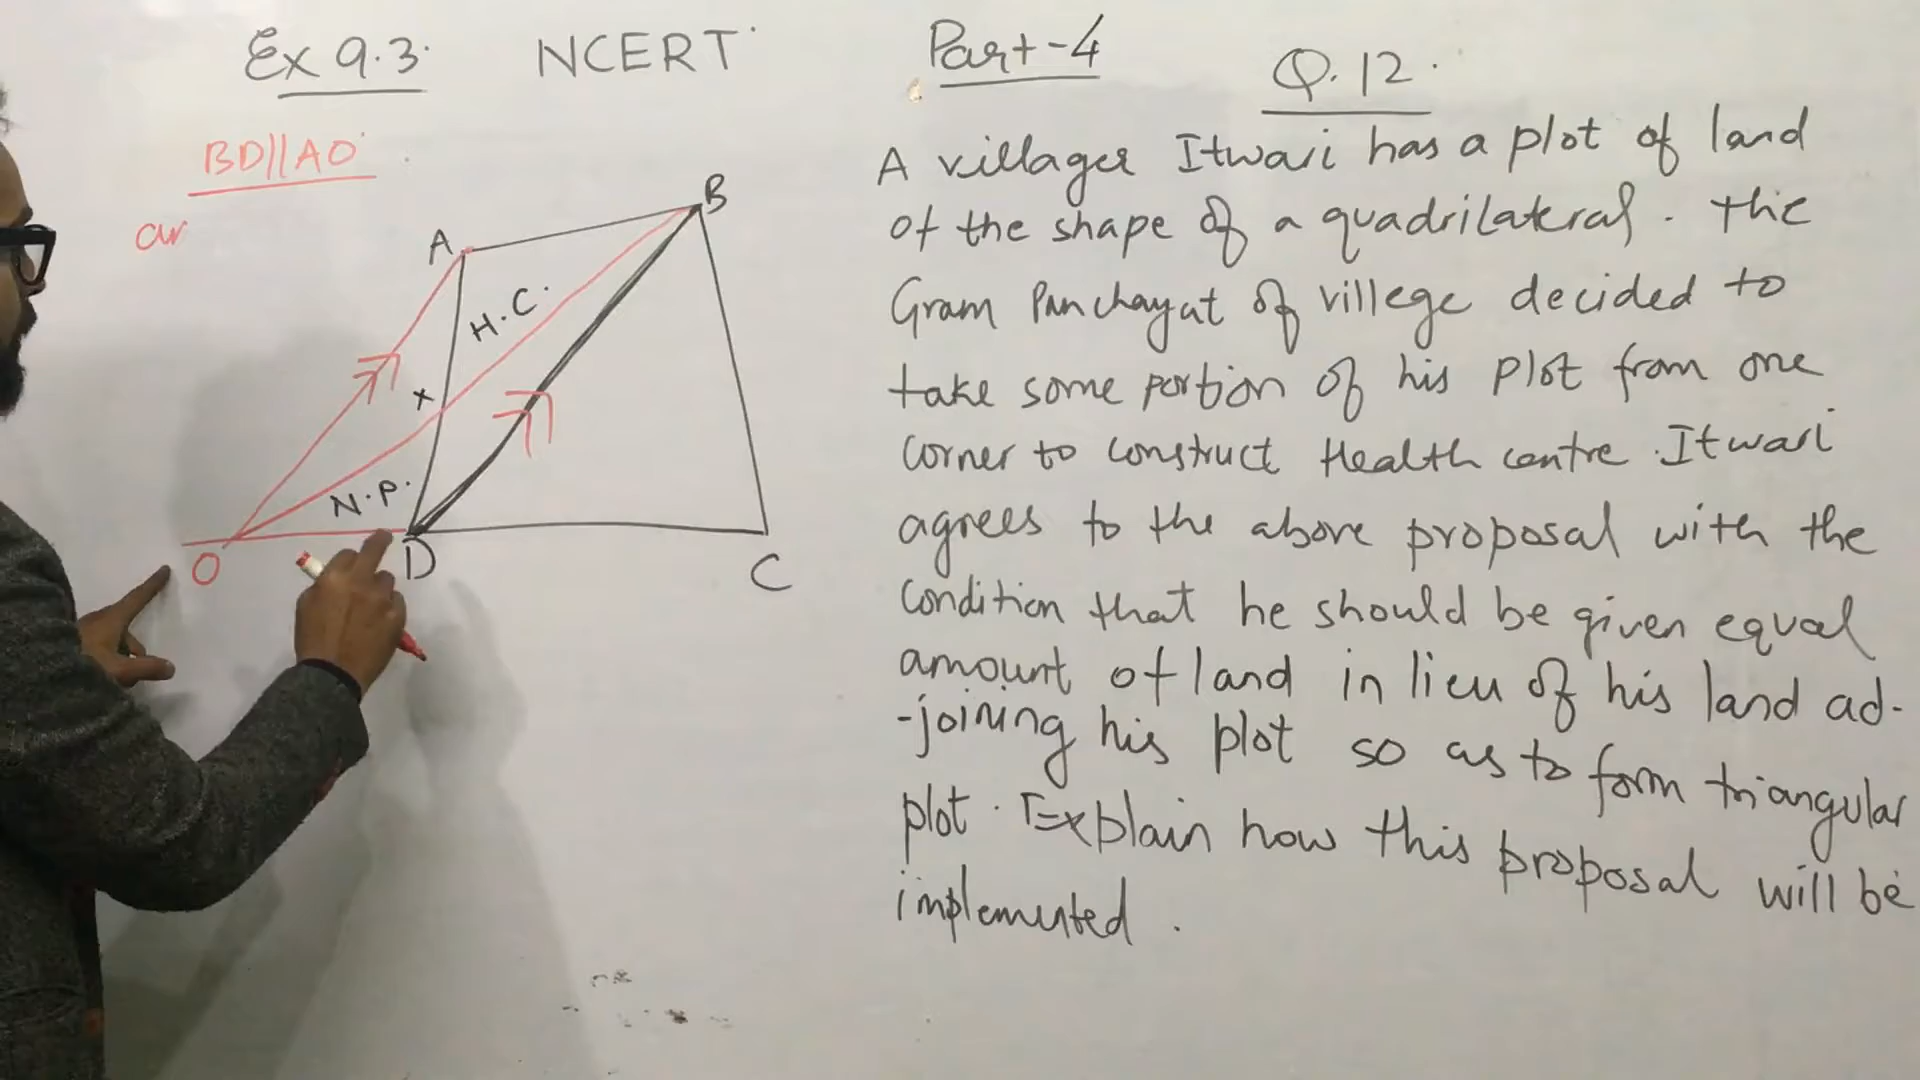 Ex 9.3.
NCERT
Part-4
Q.12.
BD||AO
ar
A
B
H.C.
x
N.P.
O
D
C
A villager Itwari has a plot of land
of the shape of a quadrilateral. the
Gram Panchayat of villege decided to
take some portion of his plot from one
corner to construct Health centre. Itwari
agrees to the above proposal with the
condition that he should be given equal
amount of land in lieu of his land ad-
-joining his plot so as to form triangular
plot. Explain how this proposal will be
implemented.